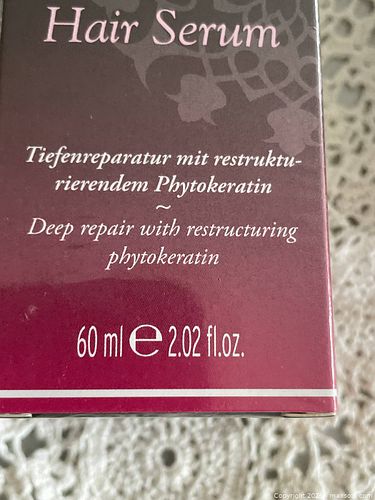 Hair Serum
Tiefenreparatur mit restruktu-
rierendem Phytokeratin
~
Deep repair with restructuring
phytokeratin
60 ml ℮ 2.02 fl.oz.